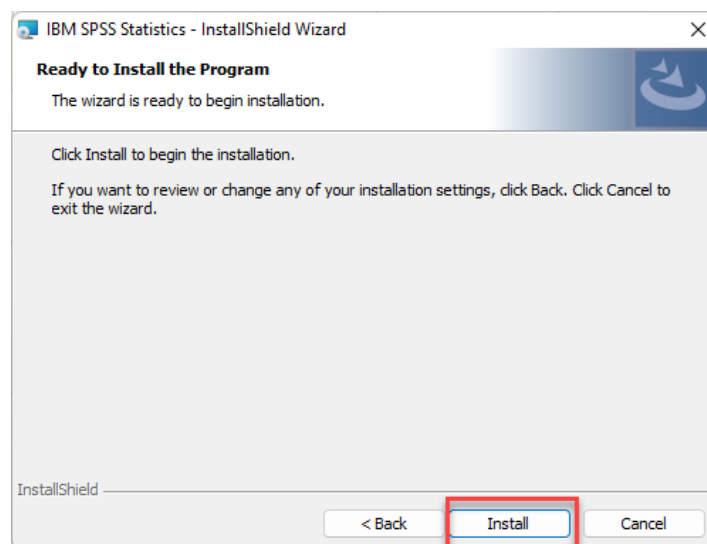 IBM SPSS Statistics - InstallShield Wizard
Ready to Install the Program
The wizard is ready to begin installation.
Click Install to begin the installation.
If you want to review or change any of your installation settings, click Back. Click Cancel to
exit the wizard.
InstallShield
< Back Install Cancel